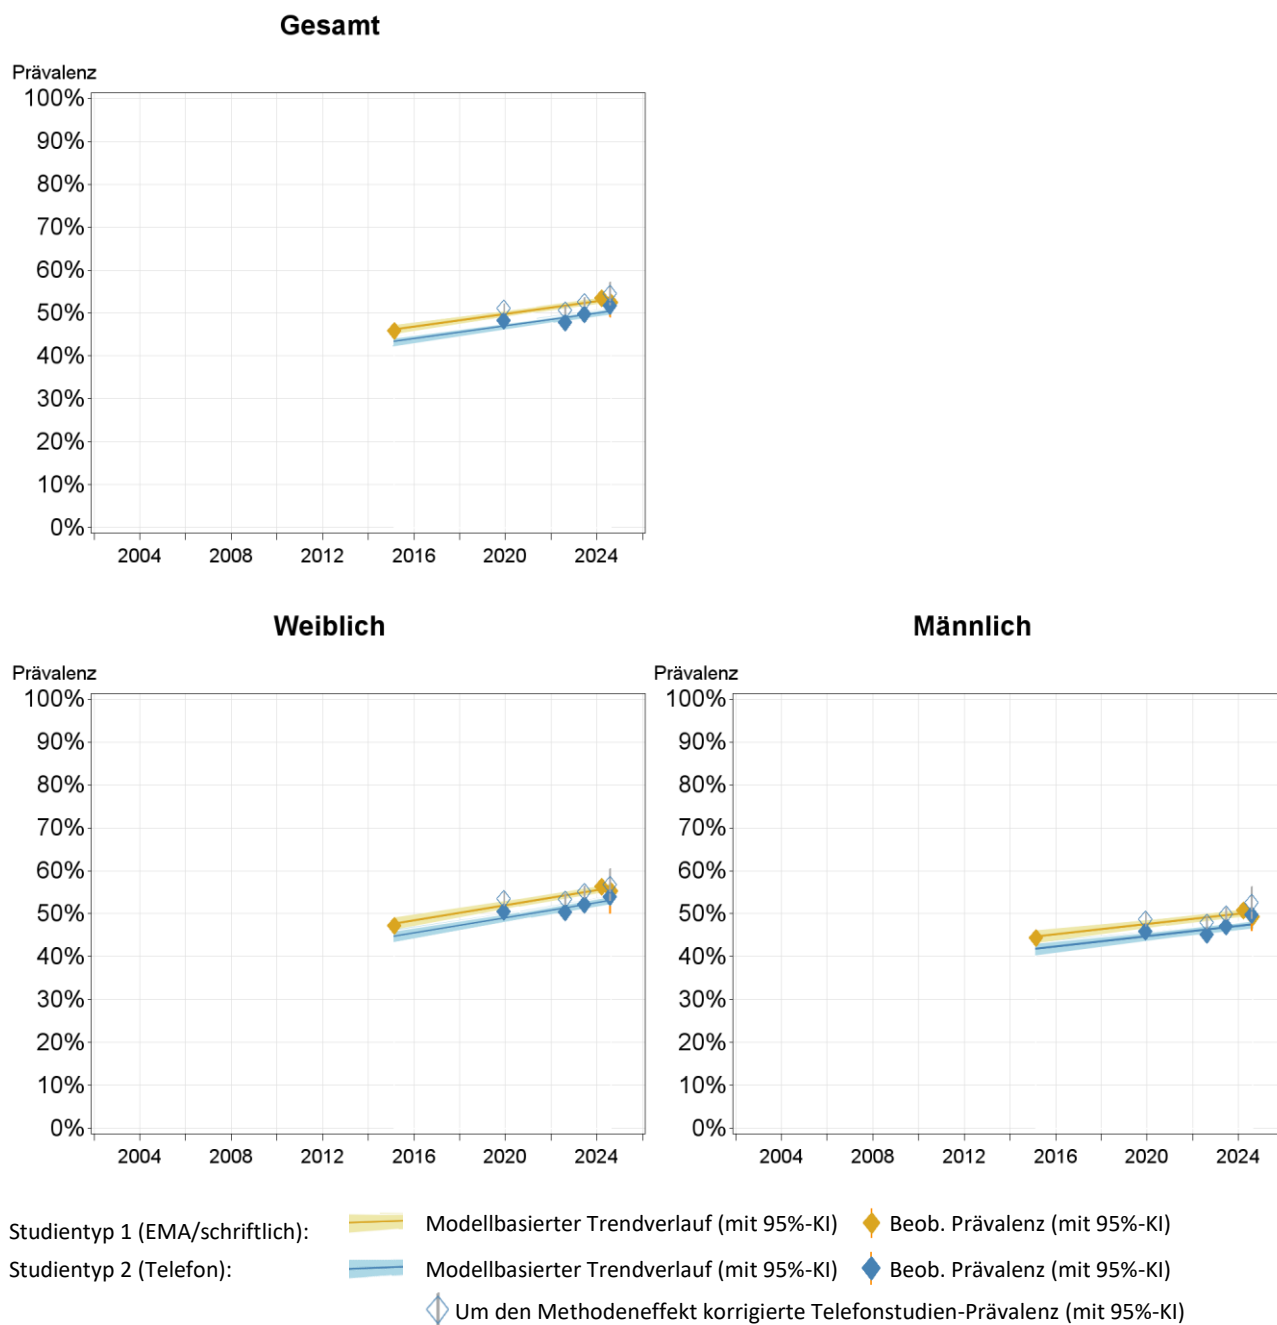 Gesamt
Prävalenz
100%
90%
80%
70%
60%
50%
40%
30%
20%
10%
0%
2004 2008 2012 2016 2020 2024
Weiblich
Prävalenz
100%
90%
80%
70%
60%
50%
40%
30%
20%
10%
0%
2004 2008 2012 2016 2020 2024
Männlich
Prävalenz
100%
90%
80%
70%
60%
50%
40%
30%
20%
10%
0%
2004 2008 2012 2016 2020 2024
Studientyp 1 (EMA/schriftlich): Modellbasierter Trendverlauf (mit 95%-KI) Beob. Prävalenz (mit 95%-KI)
Studientyp 2 (Telefon): Modellbasierter Trendverlauf (mit 95%-KI) Beob. Prävalenz (mit 95%-KI)
Um den Methodeneffekt korrigierte Telefonstudien-Prävalenz (mit 95%-KI)